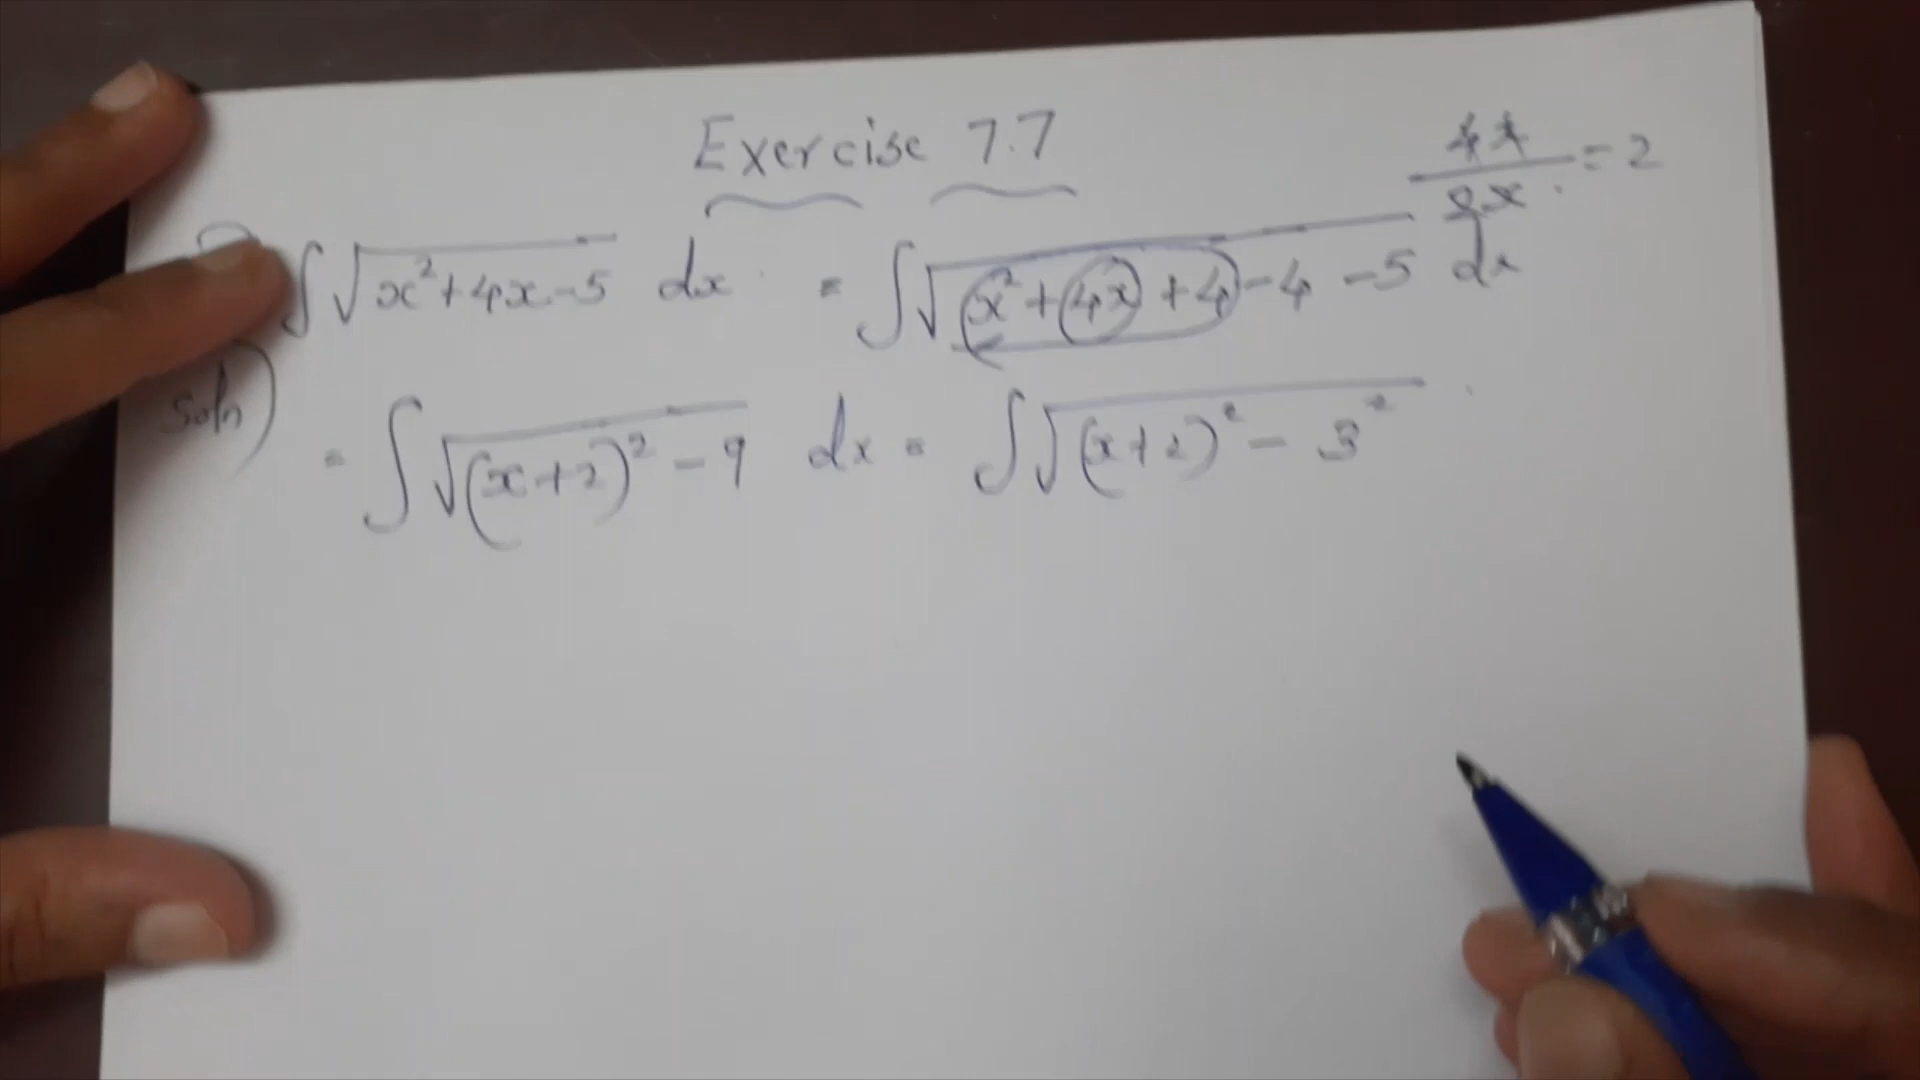 Exercise 7.7
4x/2x = 2
∫√x²+4x-5 dx = ∫√(x²+4x+4)-4-5 dx
Soln)
= ∫√(x+2)²-9 dx = ∫√(x+2)²-3²